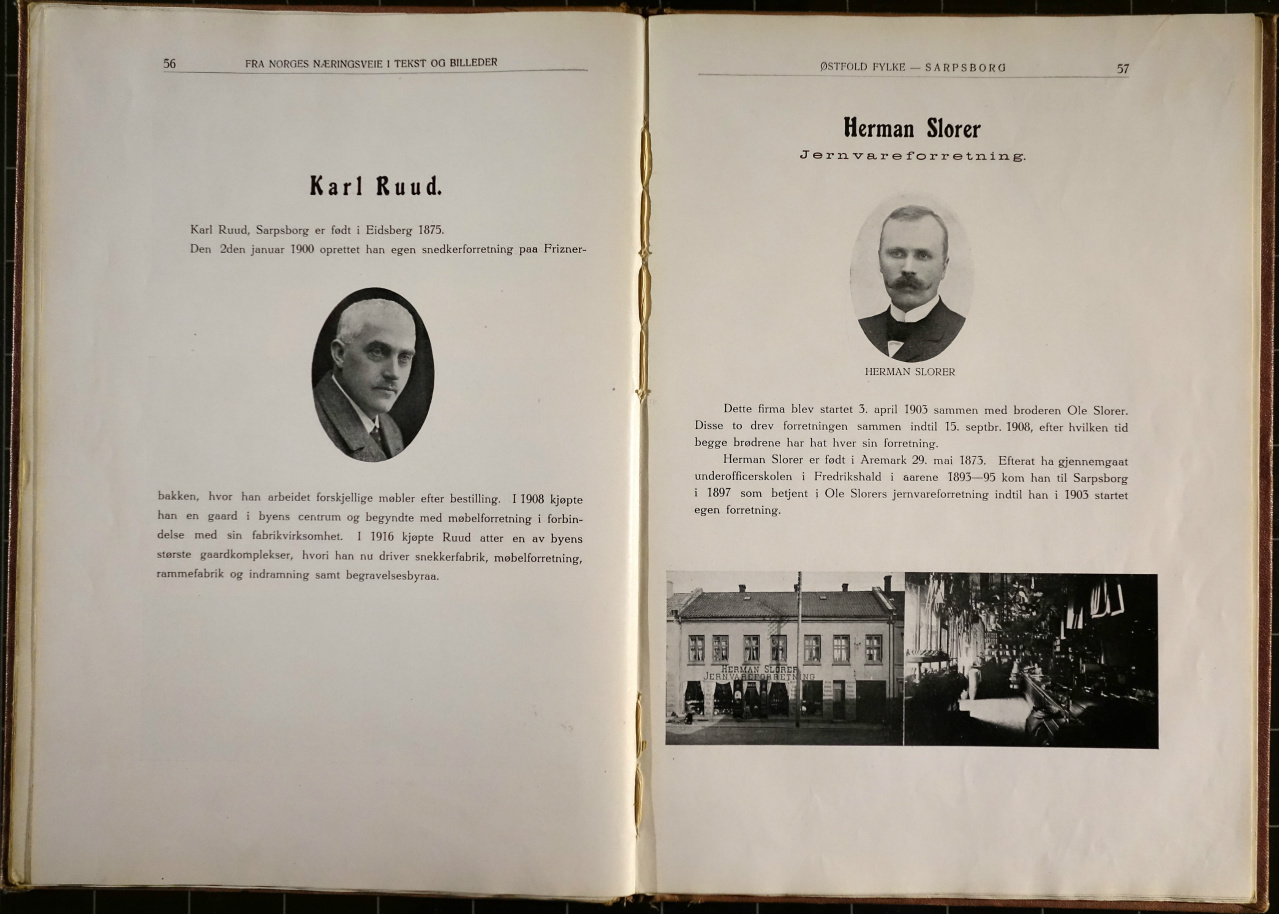 56
FRA NORGES NÆRINGSVEIE I TEKST OG BILLEDER
Karl Ruud.
Karl Ruud, Sarpsborg er født i Eidsberg 1875.
Den 2den januar 1900 oprettet han egen snedkerforretning paa Frizner-
bakken, hvor han arbeidet forskjellige møbler efter bestilling. I 1908 kjøpte
han en gaard i byens centrum og begyndte med møbelforretning i forbin-
delse med sin fabrikvirksomhet. I 1916 kjøpte Ruud atter en av byens
største gaardkomplekser, hvori han nu driver snekkerfabrik, møbelforretning,
rammefabrik og indramning samt begravelsesbyraa.
ØSTFOLD FYLKE — SARPSBORG
57
Herman Slorer
Jernvareforretning.
HERMAN SLORER
Dette firma blev startet 3. april 1903 sammen med broderen Ole Slorer.
Disse to drev forretningen sammen indtil 15. septbr. 1908, efter hvilken tid
begge brødrene har hat hver sin forretning.
Herman Slorer er født i Aremark 29. mai 1873. Efterat ha gjennemgaat
underofficerskolen i Fredrikshald i aarene 1893—95 kom han til Sarpsborg
i 1897 som betjent i Ole Slorers jernvareforretning indtil han i 1903 startet
egen forretning.
HERMAN SLØRER
JERNVAREFORRETNING